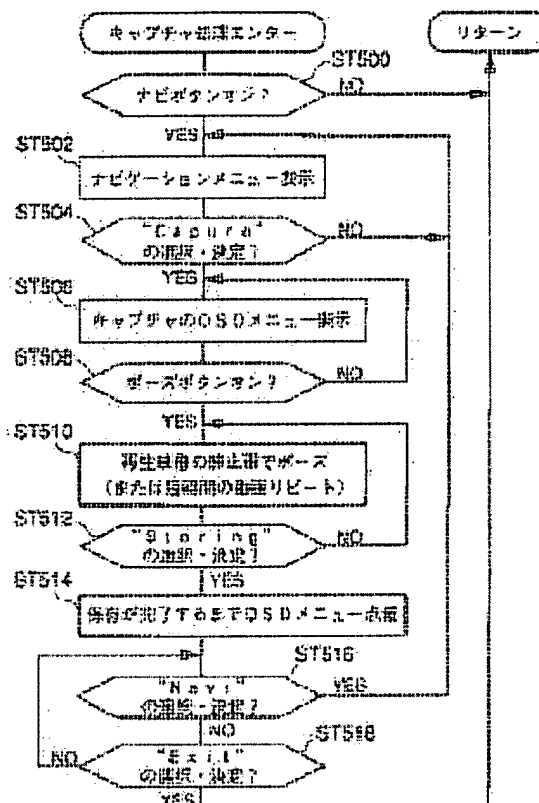 キャプチャ処理エンター
リターン
ST500
ナビボタンオン？
NO
YES
ST502
ナビゲーションメニュー表示
ST504
"Capura"
の選択・決定？
NO
YES
ST506
キャプチャのOSDメニュー表示
ST508
ポーズボタンオン？
NO
YES
ST510
再生映像の静止画でポーズ
（または短期間の動画リピート）
ST512
"Storing"
の選択・決定？
NO
YES
ST514
保存が完了するまでOSDメニュー点滅
ST516
"Navi"
の選択・決定？
YES
NO
ST518
"Exit"
の選択・決定？
NO
YES